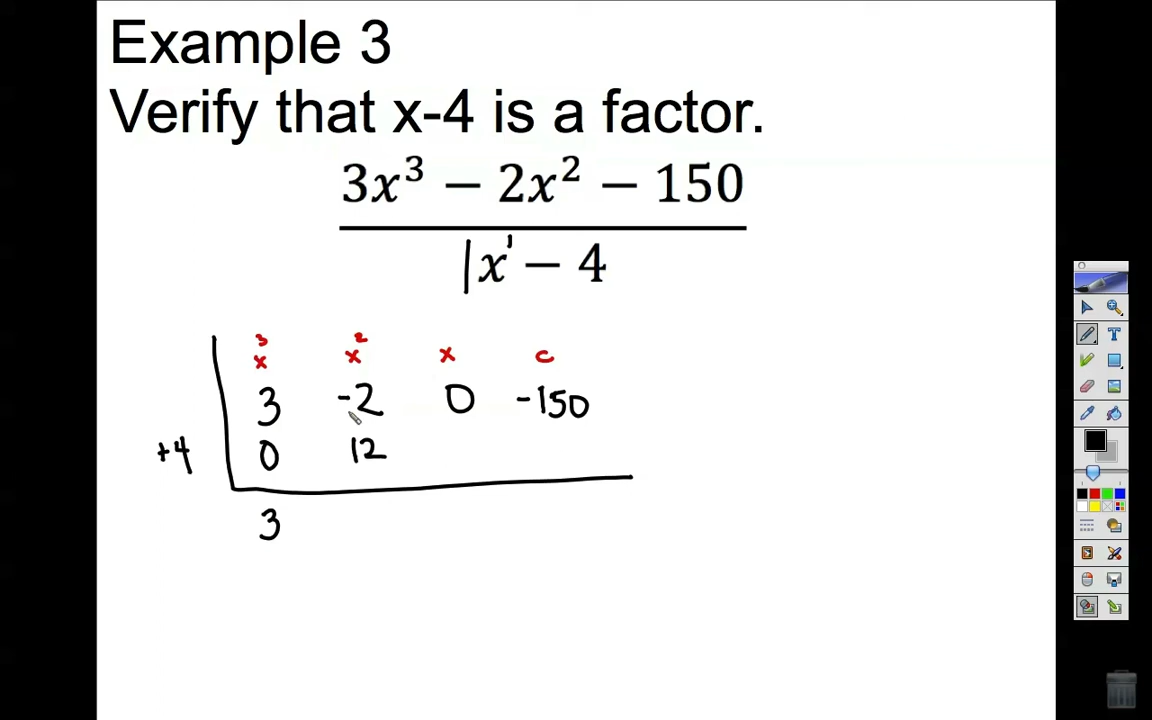 Example 3
Verify that x-4 is a factor.
3x³ − 2x² − 150
1x¹ − 4
x³ x² x c
3 -2 0 -150
+4 0 12
3